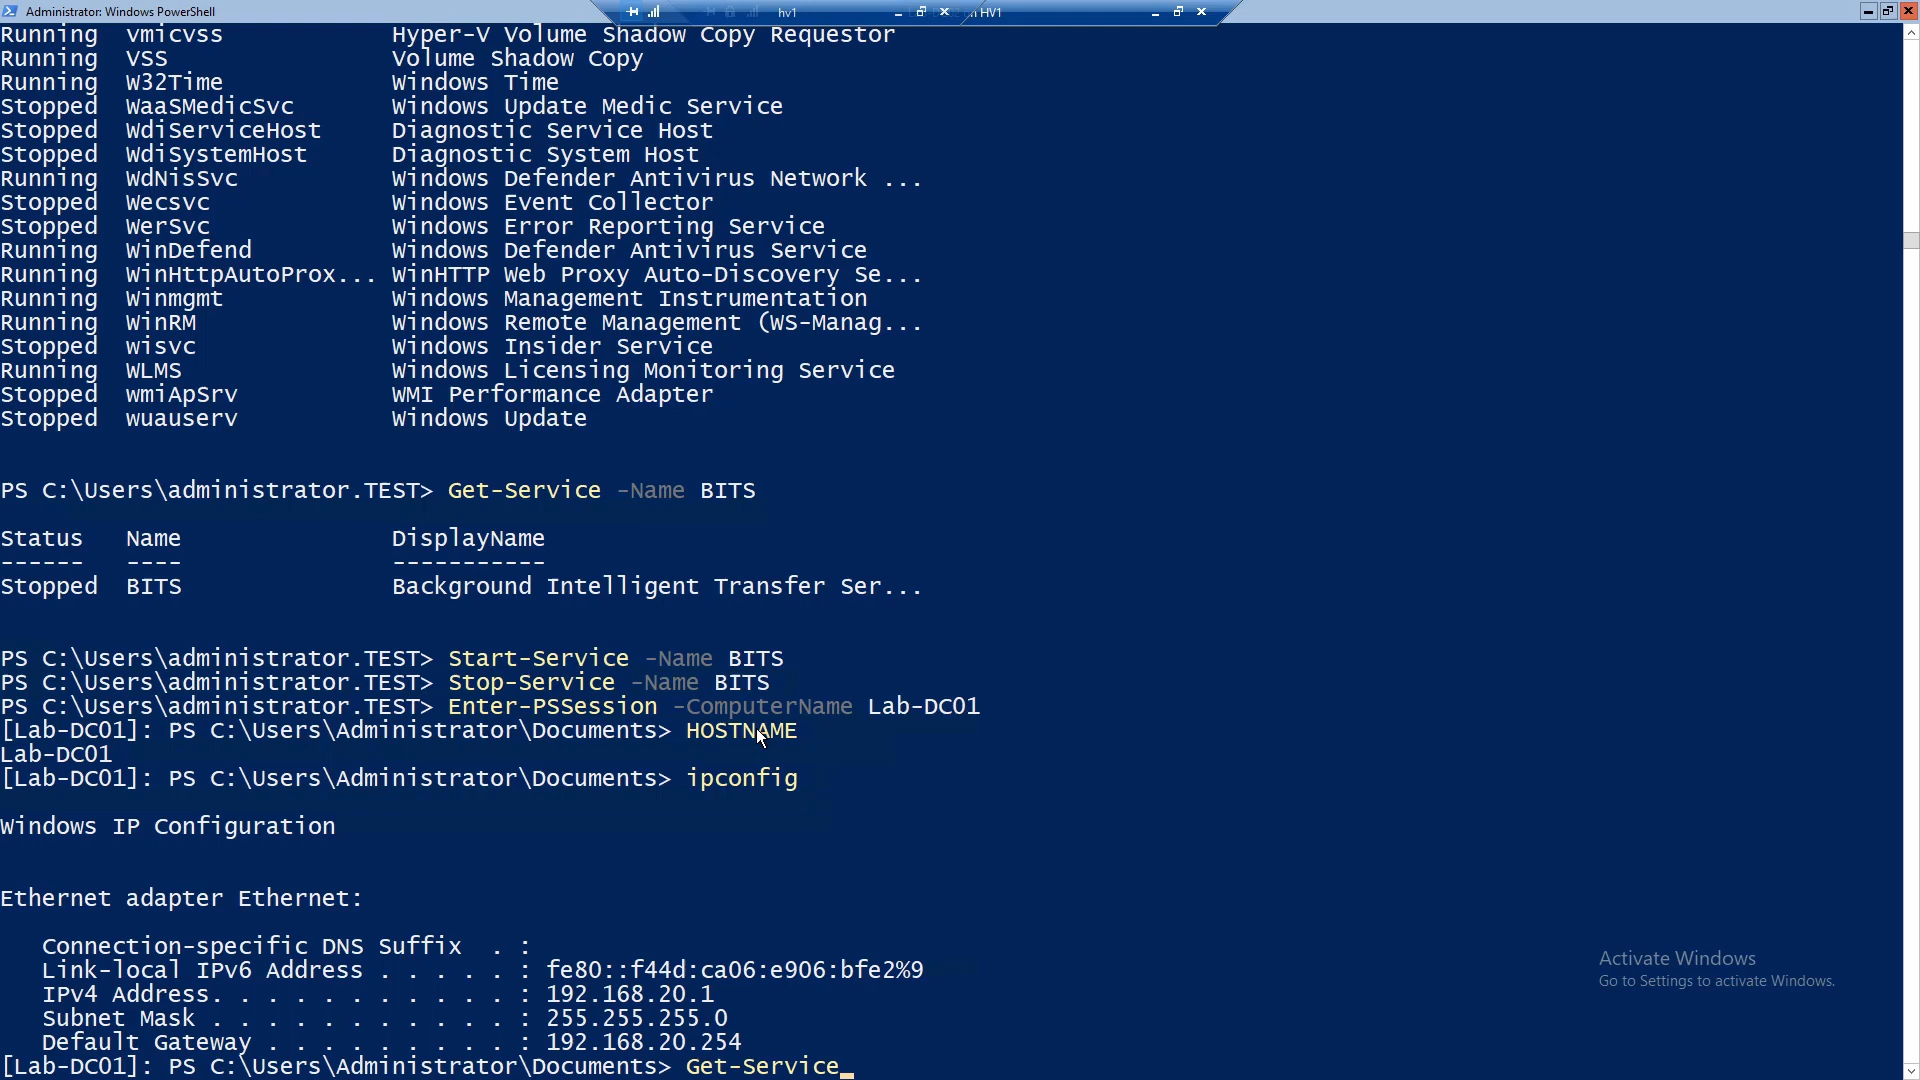 Administrator: Windows PowerShell
hv1
HV1
Running  vmicvss            Hyper-V Volume Shadow Copy Requestor
Running  VSS                Volume Shadow Copy
Running  W32Time            Windows Time
Stopped  WaaSMedicSvc       Windows Update Medic Service
Stopped  WdiServiceHost     Diagnostic Service Host
Stopped  WdiSystemHost      Diagnostic System Host
Running  WdNisSvc           Windows Defender Antivirus Network ...
Stopped  Wecsvc             Windows Event Collector
Stopped  WerSvc             Windows Error Reporting Service
Running  WinDefend          Windows Defender Antivirus Service
Running  WinHttpAutoProx... WinHTTP Web Proxy Auto-Discovery Se...
Running  Winmgmt            Windows Management Instrumentation
Running  WinRM              Windows Remote Management (WS-Manag...
Stopped  wisvc              Windows Insider Service
Running  WLMS               Windows Licensing Monitoring Service
Stopped  wmiApSrv           WMI Performance Adapter
Stopped  wuauserv           Windows Update
PS C:\Users\administrator.TEST> Get-Service -Name BITS
Status   Name               DisplayName
------   ----               -----------
Stopped  BITS               Background Intelligent Transfer Ser...
PS C:\Users\administrator.TEST> Start-Service -Name BITS
PS C:\Users\administrator.TEST> Stop-Service -Name BITS
PS C:\Users\administrator.TEST> Enter-PSSession -ComputerName Lab-DC01
[Lab-DC01]: PS C:\Users\Administrator\Documents> HOSTNAME
Lab-DC01
[Lab-DC01]: PS C:\Users\Administrator\Documents> ipconfig
Windows IP Configuration
Ethernet adapter Ethernet:
   Connection-specific DNS Suffix  . :
   Link-local IPv6 Address . . . . . : fe80::f44d:ca06:e906:bfe2%9
   IPv4 Address. . . . . . . . . . . : 192.168.20.1
   Subnet Mask . . . . . . . . . . . : 255.255.255.0
   Default Gateway . . . . . . . . . : 192.168.20.254
[Lab-DC01]: PS C:\Users\Administrator\Documents> Get-Service_
Activate Windows
Go to Settings to activate Windows.